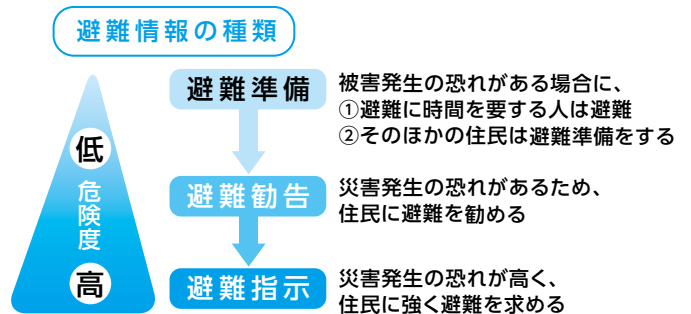 避難情報の種類
低
危険度
高
避難準備
被害発生の恐れがある場合に、
①避難に時間を要する人は避難
②そのほかの住民は避難準備をする
避難勧告
災害発生の恐れがあるため、
住民に避難を勧める
避難指示
災害発生の恐れが高く、
住民に強く避難を求める